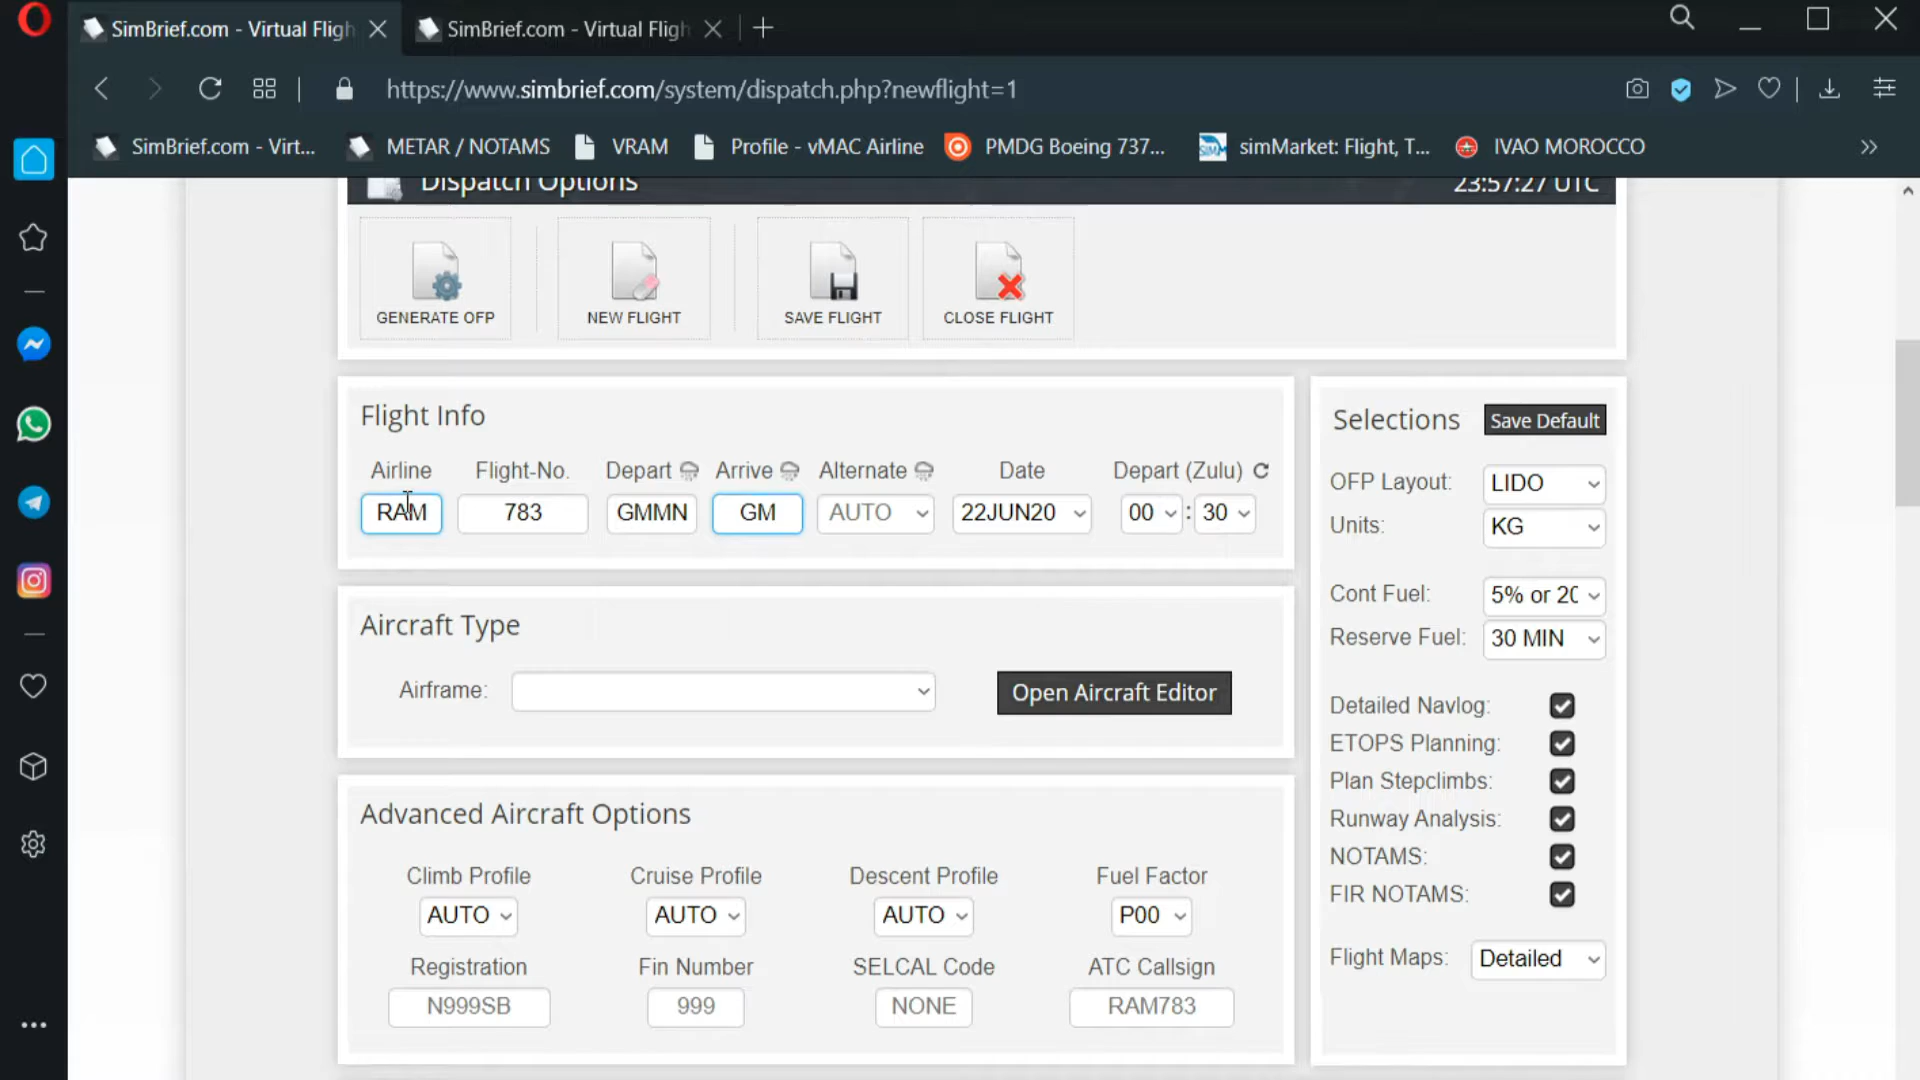 SimBrief.com - Virtual Fligh
SimBrief.com - Virtual Fligh
https://www.simbrief.com/system/dispatch.php?newflight=1
SimBrief.com - Virt...
METAR / NOTAMS
VRAM
Profile - vMAC Airline
PMDG Boeing 737...
simMarket: Flight, T...
IVAO MOROCCO
Dispatch Options
23:57:27 UTC
GENERATE OFP
NEW FLIGHT
SAVE FLIGHT
CLOSE FLIGHT
Flight Info
Airline
Flight-No.
Depart
Arrive
Alternate
Date
Depart (Zulu)
RAM
783
GMMN
GM
AUTO
22JUN20
00 : 30
Aircraft Type
Airframe:
Open Aircraft Editor
Advanced Aircraft Options
Climb Profile
Cruise Profile
Descent Profile
Fuel Factor
AUTO
AUTO
AUTO
P00
Registration
Fin Number
SELCAL Code
ATC Callsign
N999SB
999
NONE
RAM783
Selections
Save Default
OFP Layout: LIDO
Units: KG
Cont Fuel: 5% or 20
Reserve Fuel: 30 MIN
Detailed Navlog:
ETOPS Planning:
Plan Stepclimbs:
Runway Analysis:
NOTAMS:
FIR NOTAMS:
Flight Maps: Detailed